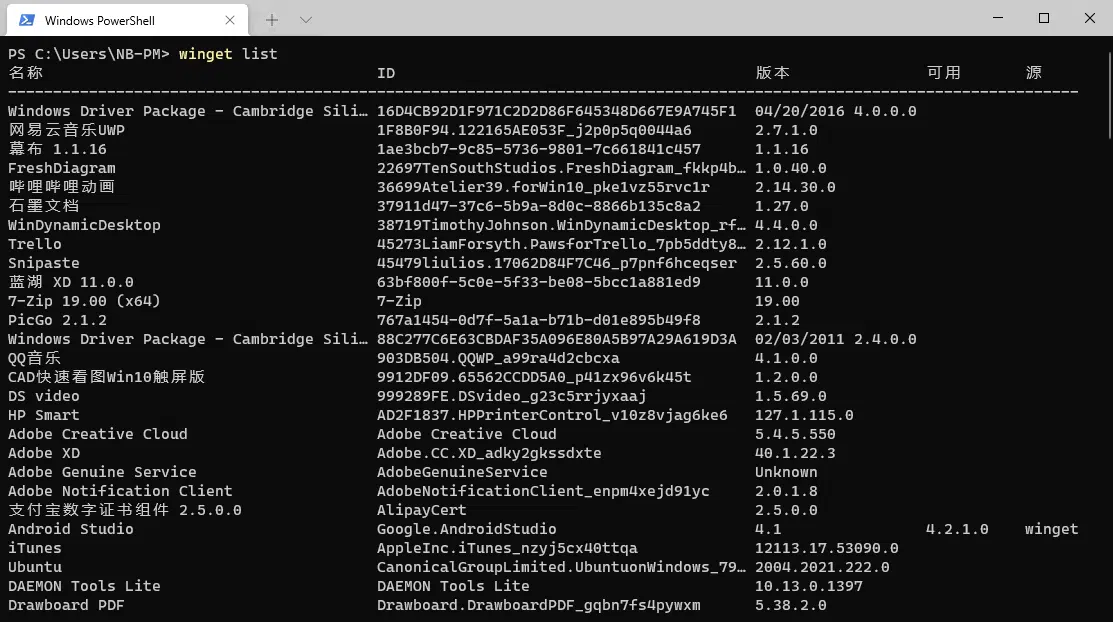 Windows PowerShell
PS C:\Users\NB-PM> winget list
名称 ID 版本 可用 源
--------------------------------------------------------------------------------------------------------------
Windows Driver Package - Cambridge Sili… 16D4CB92D1F971C2D2D86F645348D667E9A745F1 04/20/2016 4.0.0.0
网易云音乐UWP 1F8B0F94.122165AE053F_j2p0p5q0044a6 2.7.1.0
幕布 1.1.16 1ae3bcb7-9c85-5736-9801-7c661841c457 1.1.16
FreshDiagram 22697TenSouthStudios.FreshDiagram_fkkp4b… 1.0.40.0
哔哩哔哩动画 36699Atelier39.forWin10_pke1vz55rvc1r 2.14.30.0
石墨文档 37911d47-37c6-5b9a-8d0c-8866b135c8a2 1.27.0
WinDynamicDesktop 38719TimothyJohnson.WinDynamicDesktop_rf… 4.4.0.0
Trello 45273LiamForsyth.PawsforTrello_7pb5ddty8… 2.12.1.0
Snipaste 45479liulios.17062D84F7C46_p7pnf6hceqser 2.5.60.0
蓝湖 XD 11.0.0 63bf800f-5c0e-5f33-be08-5bcc1a881ed9 11.0.0
7-Zip 19.00 (x64) 7-Zip 19.00
PicGo 2.1.2 767a1454-0d7f-5a1a-b71b-d01e895b49f8 2.1.2
Windows Driver Package - Cambridge Sili… 88C277C6E63CBDAF35A096E80A5B97A29A619D3A 02/03/2011 2.4.0.0
QQ音乐 903DB504.QQWP_a99ra4d2cbcxa 4.1.0.0
CAD快速看图Win10触屏版 9912DF09.65562CCDD5A0_p41zx96v6k45t 1.2.0.0
DS video 999289FE.DSvideo_g23c5rrjyxaaj 1.5.69.0
HP Smart AD2F1837.HPPrinterControl_v10z8vjag6ke6 127.1.115.0
Adobe Creative Cloud Adobe Creative Cloud 5.4.5.550
Adobe XD Adobe.CC.XD_adky2gkssdxte 40.1.22.3
Adobe Genuine Service AdobeGenuineService Unknown
Adobe Notification Client AdobeNotificationClient_enpm4xejd91yc 2.0.1.8
支付宝数字证书组件 2.5.0.0 AlipayCert 2.5.0.0
Android Studio Google.AndroidStudio 4.1 4.2.1.0 winget
iTunes AppleInc.iTunes_nzyj5cx40ttqa 12113.17.53090.0
Ubuntu CanonicalGroupLimited.UbuntuonWindows_79… 2004.2021.222.0
DAEMON Tools Lite DAEMON Tools Lite 10.13.0.1397
Drawboard PDF Drawboard.DrawboardPDF_gqbn7fs4pywxm 5.38.2.0